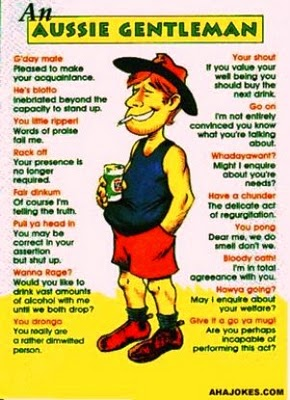 An
AUSSIE GENTLEMAN
G'day mate
Pleased to make
your acquaintance.
He's blotto
Inebriated beyond the
capacity to stand up.
You little ripper!
Words of praise
fail me.
Rack off
Your presence is
no longer
required.
Fair dinkum
Of course I'm
telling the truth.
Pull ya head in
You may be
correct in your
assertion
but shut up.
Wanna Rage?
Would you like to
drink vast amounts
of alcohol with me
until we both drop?
You drongo
You really are
a rather dimwitted
person.
Your shout
If you value your
well being you
should buy the
next drink.
Go on
I'm not entirely
convinced you know
what you're talking
about.
Whadayawant?
Might I enquire
about you're
needs?
Have a chunder
The delicate act
of regurgitation.
You pong
Dear me, we do
smell don't we.
Bloody oath!
I'm in total
agreeance with you.
Howya going?
May I enquire about
your welfare?
Give it a go ya mug!
Are you perhaps
incapable of
performing this act?
AHAJOKES.COM